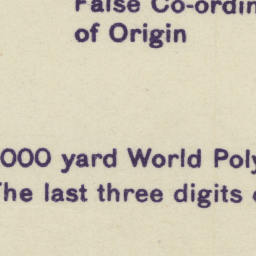 False Co-ordin
of Origin
000 yard World Poly
The last three digits